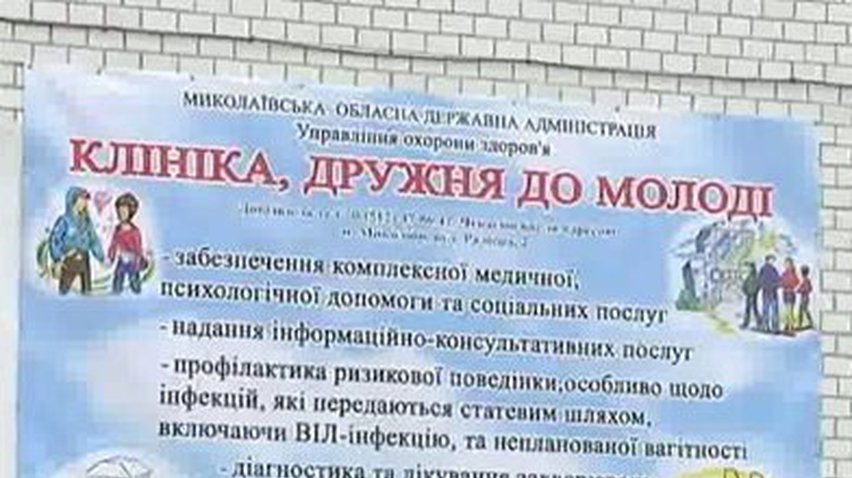 МИКОЛАЇВСЬКА ОБЛАСНА ДЕРЖАВНА АДМІНІСТРАЦІЯ
Управління охорони здоров'я
КЛІНІКА, ДРУЖНЯ ДО МОЛОДІ
- забезпечення комплексної медичної,
психологічної допомоги та соціальних послуг
- надання інформаційно-консультативних послуг
- профілактика ризикової поведінки;особливо щодо
інфекцій, які передаються статевим шляхом,
включаючи ВІЛ-інфекцію, та непланованої вагітності
- діагностика та лікування